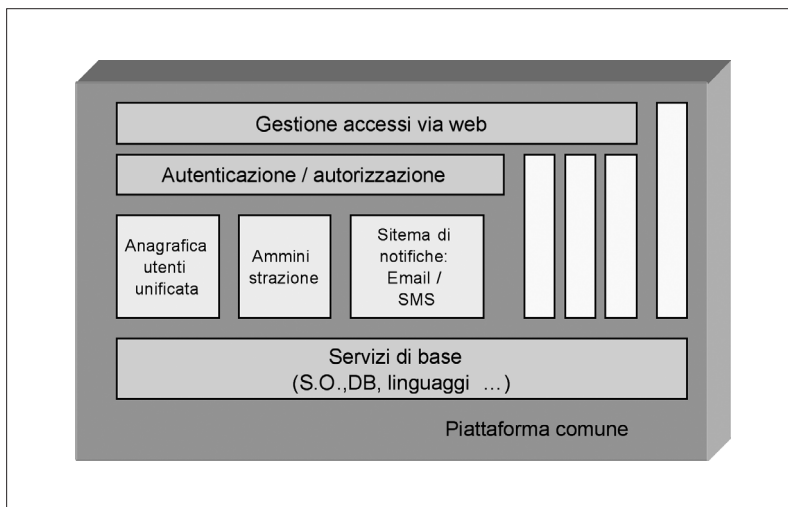 Gestione accessi via web
Autenticazione / autorizzazione
Anagrafica
utenti
unificata
Ammini
strazione
Sitema di
notifiche:
Email /
SMS
Servizi di base
(S.O.,DB, linguaggi ...)
Piattaforma comune